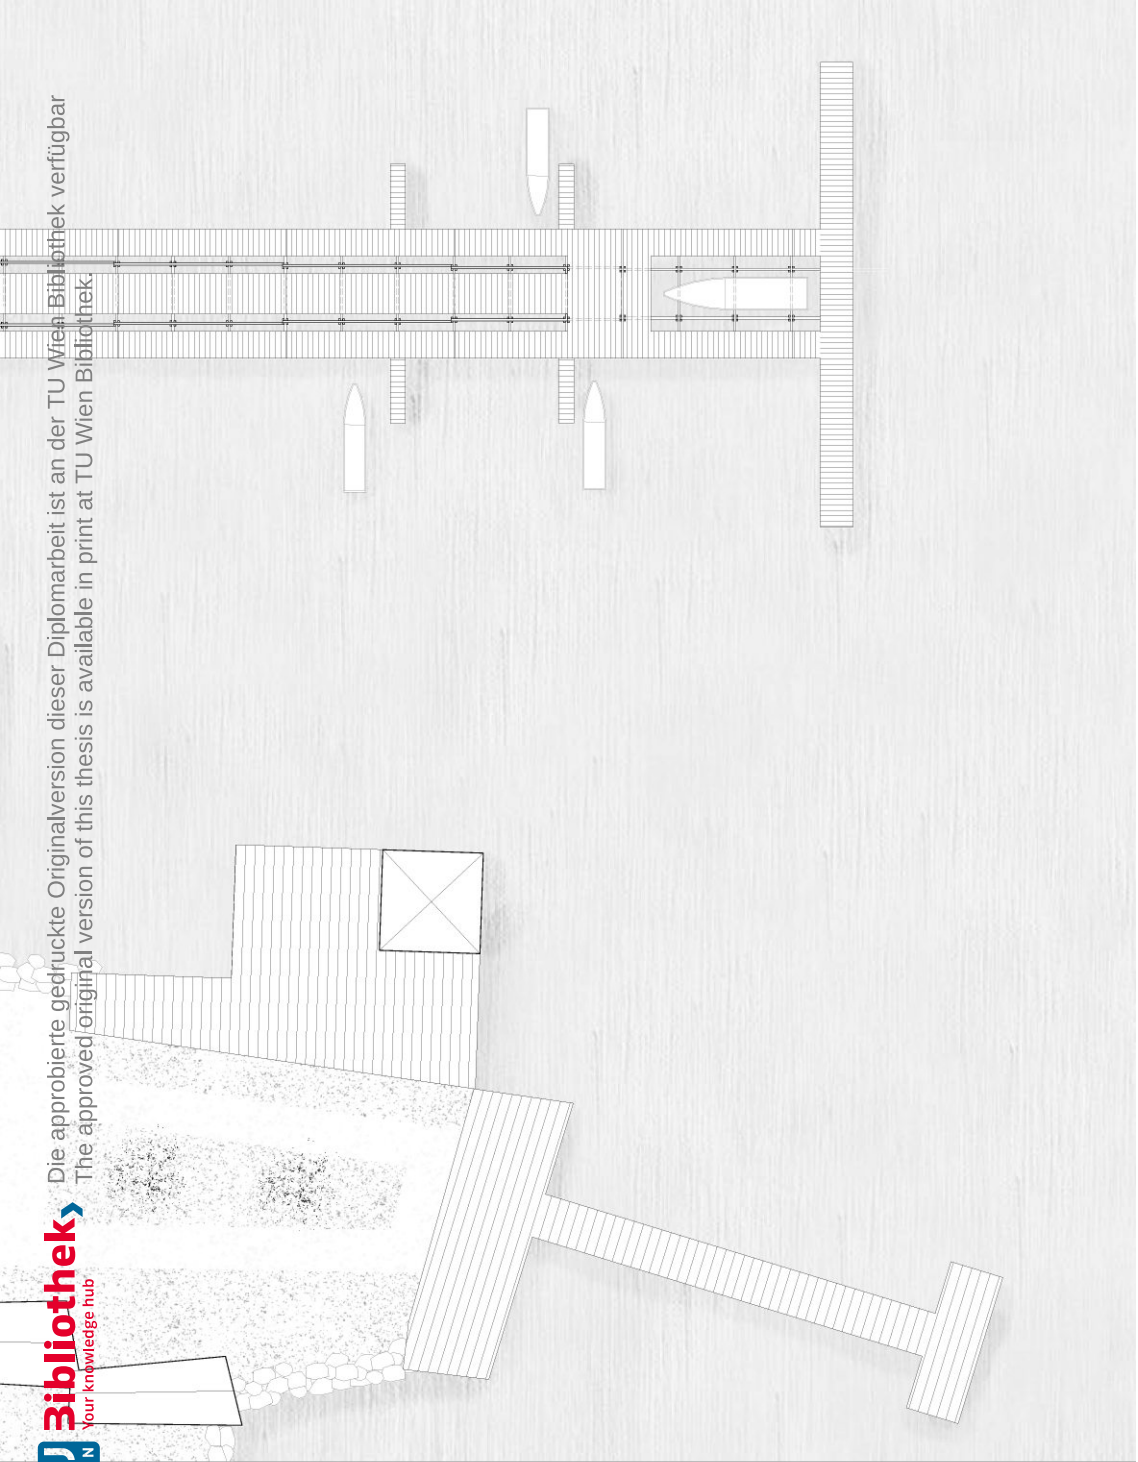 Die approbierte gedruckte Originalversion dieser Diplomarbeit ist an der TU Wien Bibliothek verfügbar
The approved original version of this thesis is available in print at TU Wien Bibliothek.
Bibliothek
Your knowledge hub